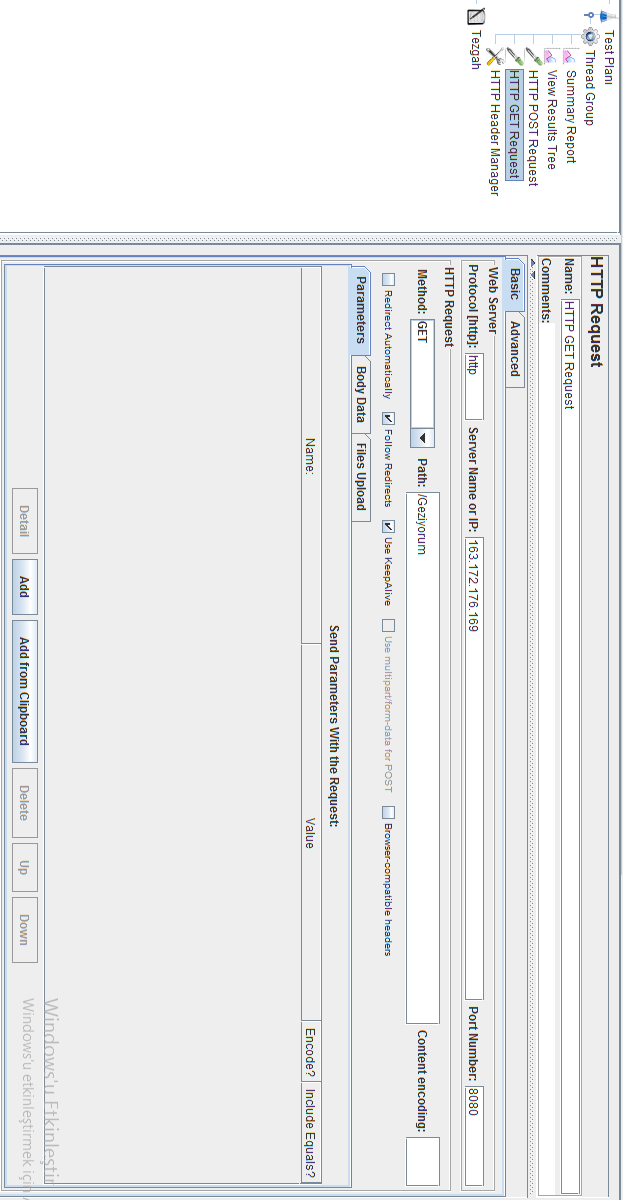 Test Planı
Thread Group
Summary Report
View Results Tree
HTTP POST Request
HTTP GET Request
HTTP Header Manager
Tezgah
HTTP Request
Name: HTTP GET Request
Comments:
Basic Advanced
Web Server
Protocol [http]: http Server Name or IP: 163.172.176.169 Port Number: 8080
HTTP Request
Method: GET Path: /Geziyorum Content encoding:
Redirect Automatically Follow Redirects Use KeepAlive Use multipart/form-data for POST Browser-compatible headers
Parameters Body Data Files Upload
Send Parameters With the Request:
Name: Value Encode? Include Equals?
Detail Add Add from Clipboard Delete Up Down
Windows'u Etkinleştir
Windows'u etkinleştirmek için